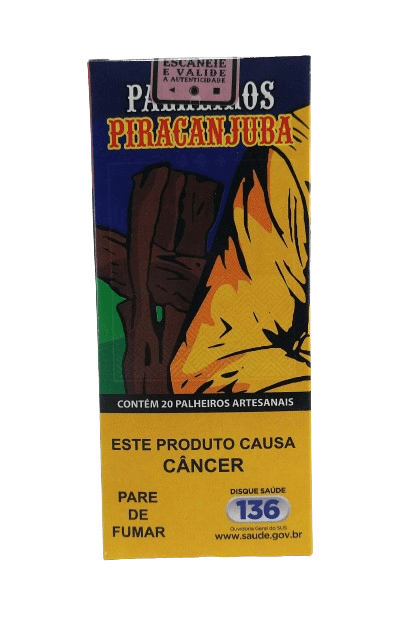 ESCANEIE
E VALIDE
A AUTENTICIDADE
PALHEIROS
PIRACANJUBA
CONTÉM 20 PALHEIROS ARTESANAIS
ESTE PRODUTO CAUSA
CÂNCER
PARE
DE
FUMAR
DISQUE SAÚDE
136
Ouvidoria Geral do SUS
www.saude.gov.br